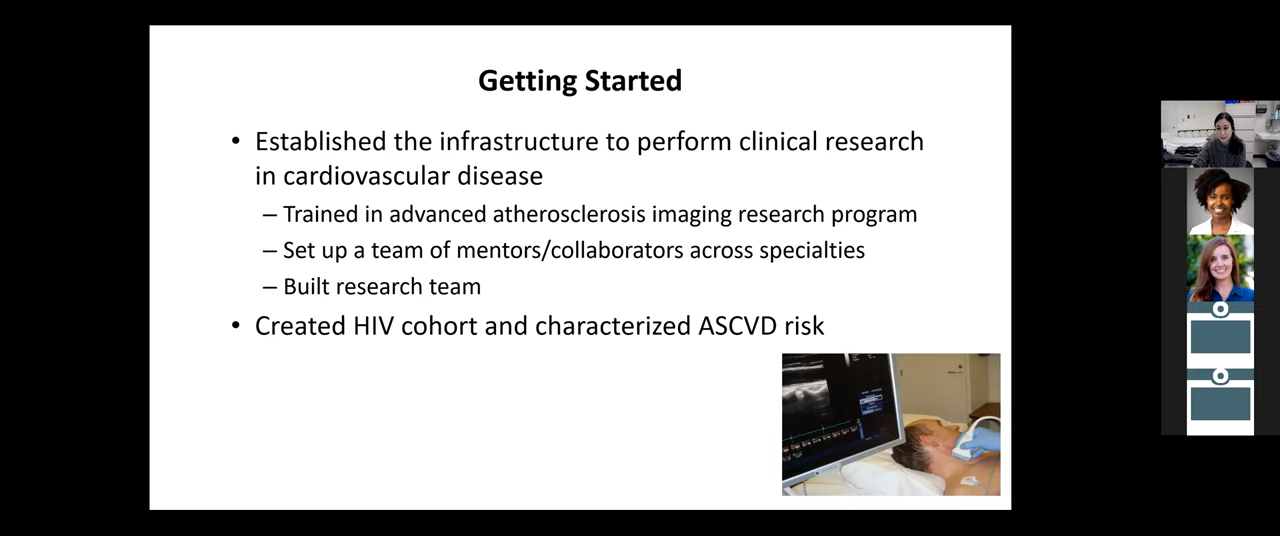 Getting Started
• Established the infrastructure to perform clinical research
in cardiovascular disease
– Trained in advanced atherosclerosis imaging research program
– Set up a team of mentors/collaborators across specialties
– Built research team
• Created HIV cohort and characterized ASCVD risk